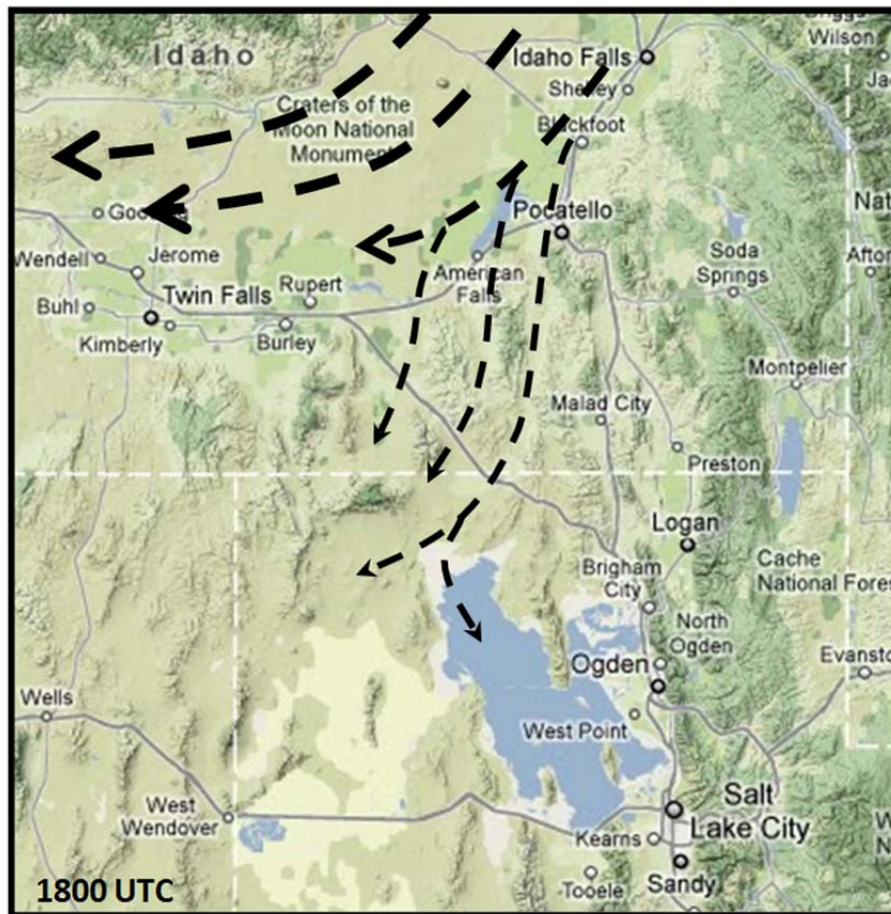 Idaho
Idaho Falls
Wilson
Shelley
Craters of the
Moon National
Monument
Blackfoot
Pocatello
American
Falls
Soda
Springs
Wendell
Jerome
Rupert
Buhl
Twin Falls
Kimberly
Burley
Montpelier
Malad City
Preston
Logan
Brigham
City
Cache
National Fores
North
Ogden
Ogden
Evansto
Wells
West Point
West
Wendover
Salt
Lake City
Kearns
Tooele
Sandy
1800 UTC